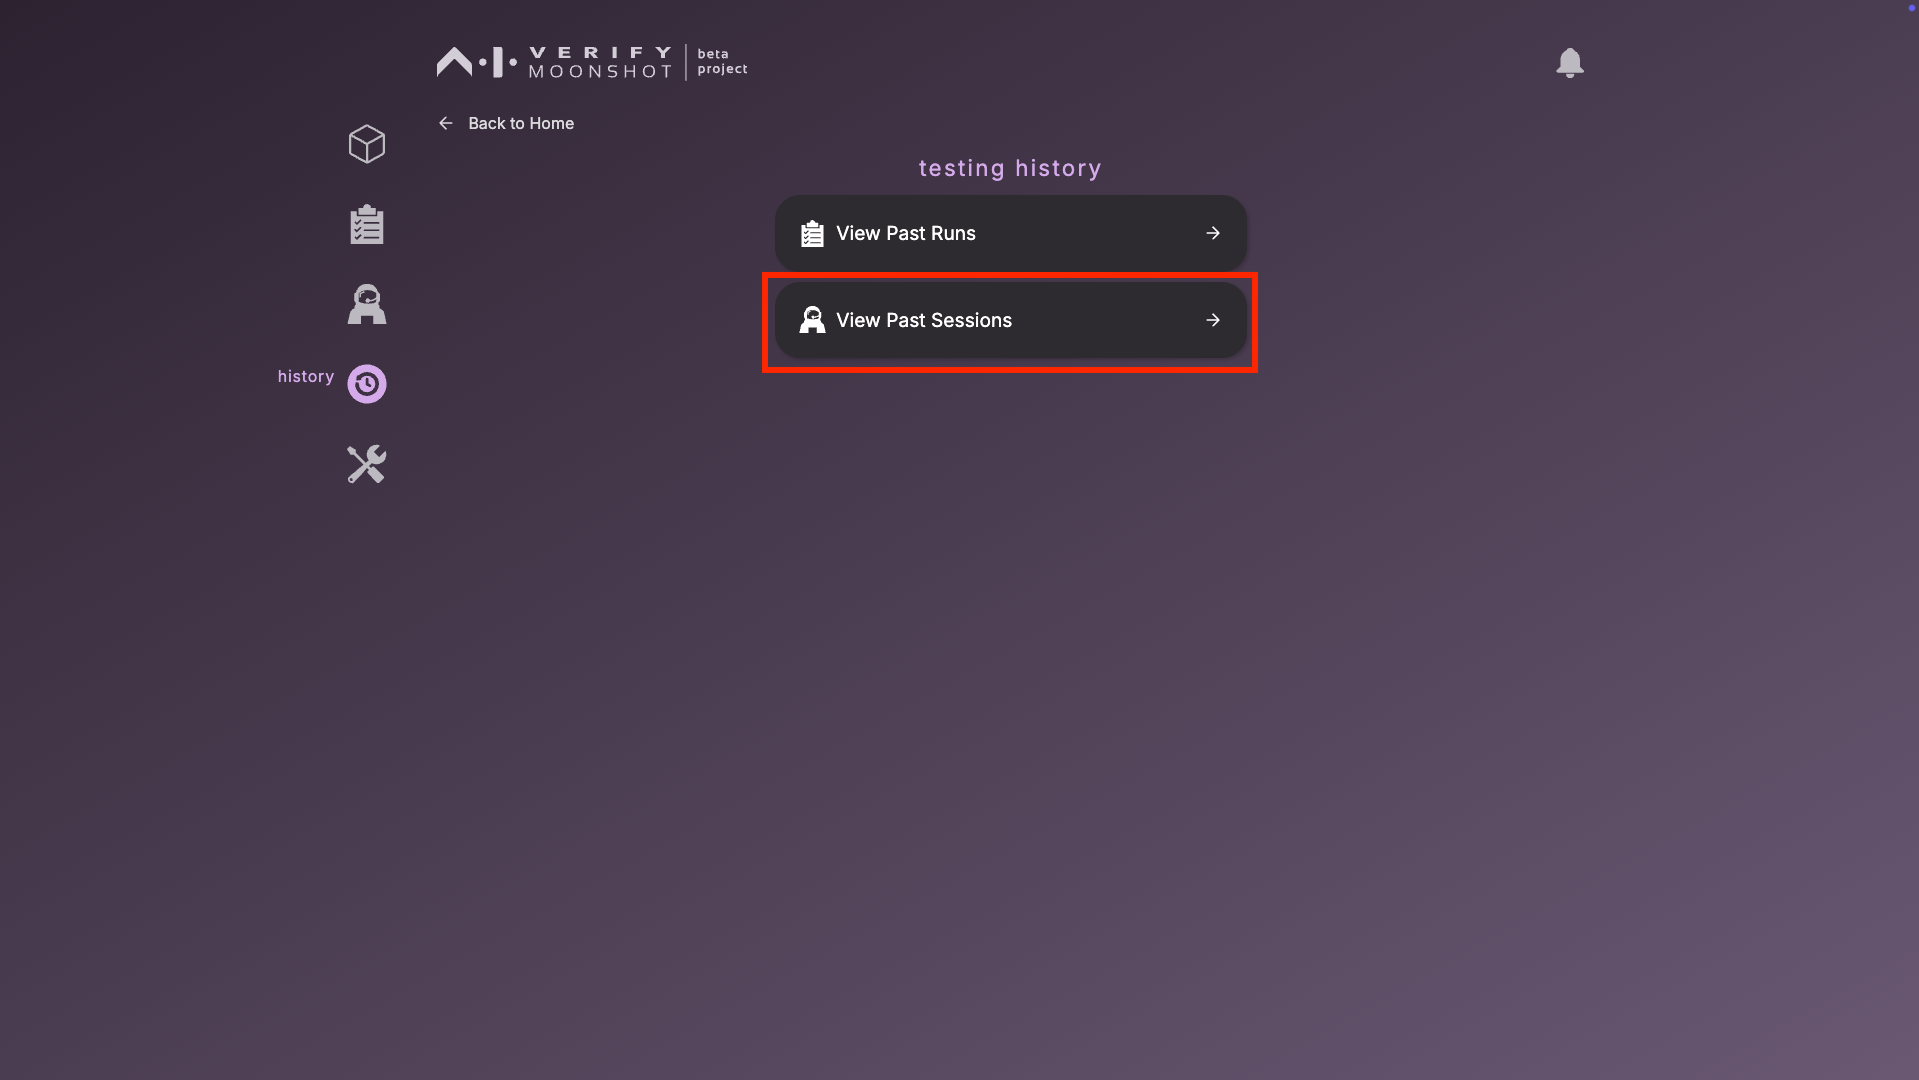 VERIFY
MOONSHOT
beta
project
Back to Home
testing history
View Past Runs
View Past Sessions
history